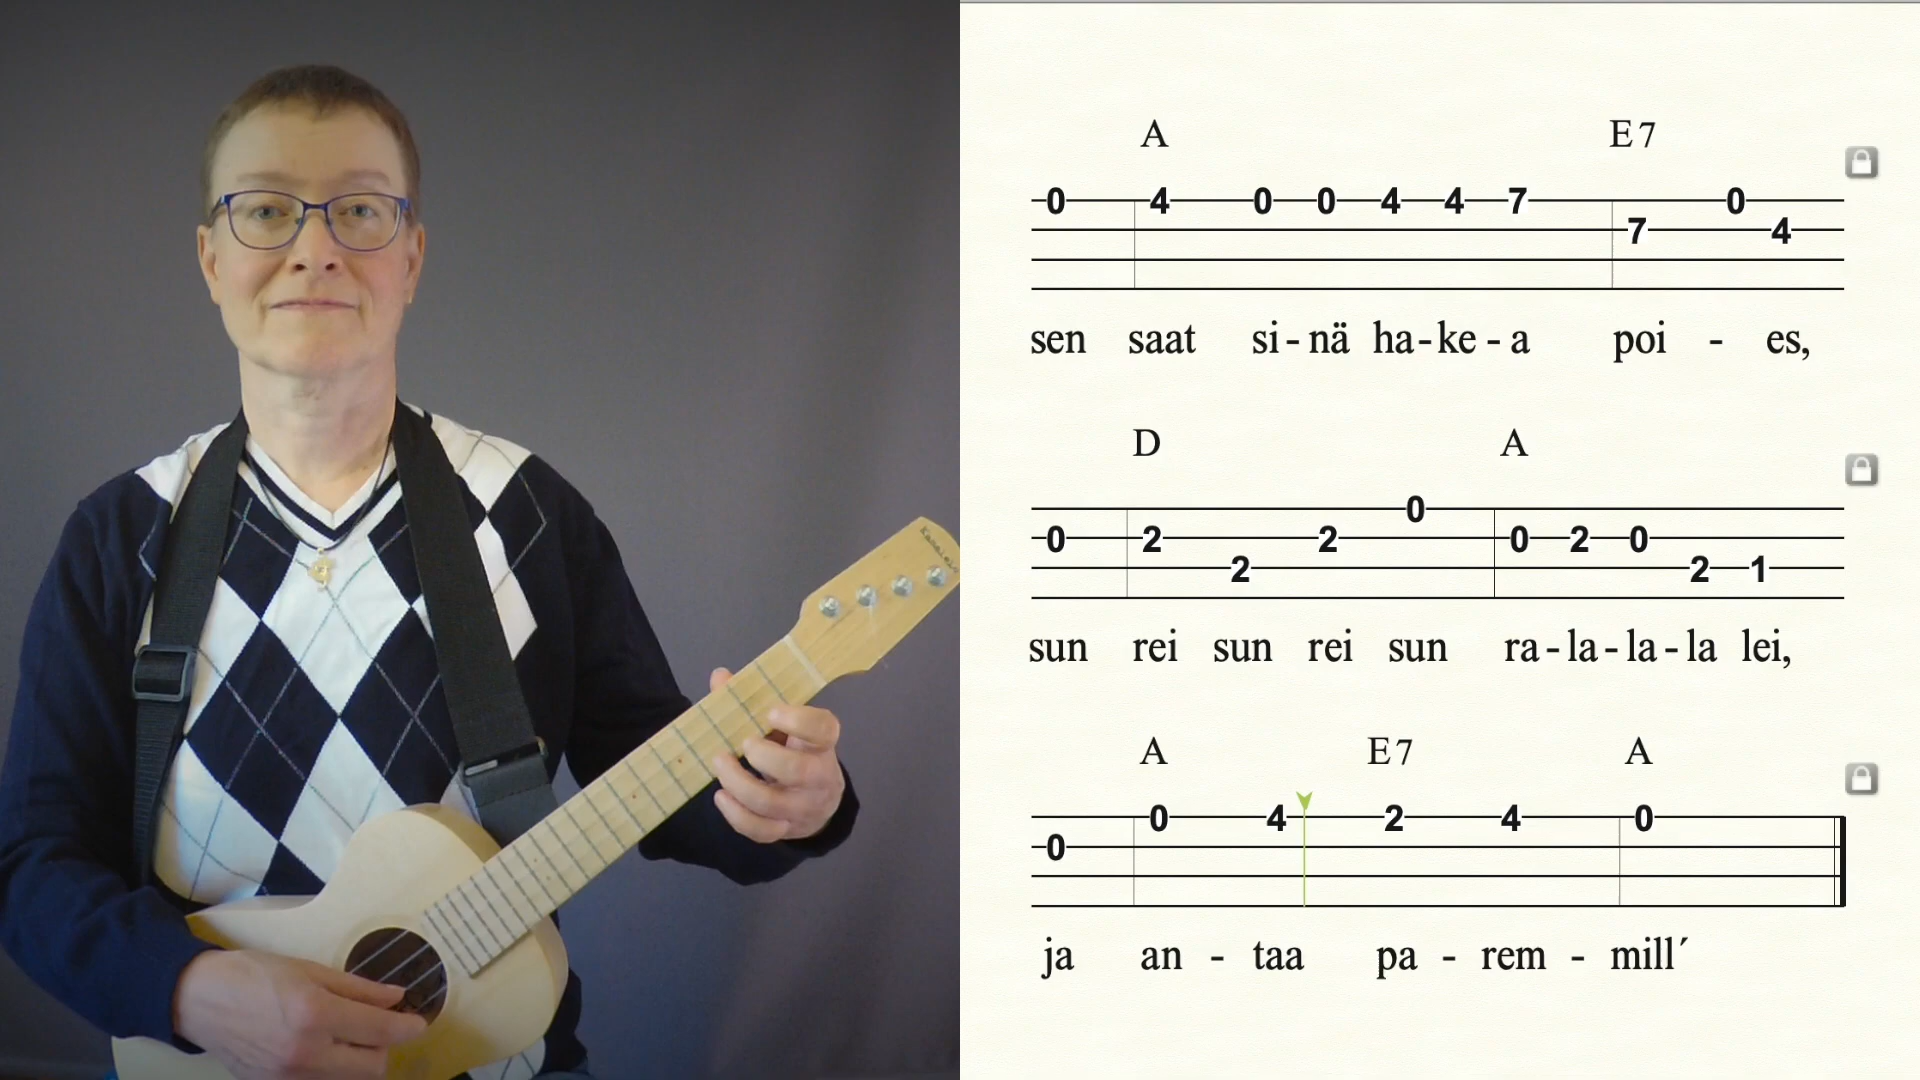 A E7
0 4 0 0 4 4 7 7 0 4
sen saat si - nä ha - ke - a poi - es,
D A
0 2 2 2 0 0 2 0 2 1
sun rei sun rei sun ra - la - la - la lei,
A E7 A
0 0 4 2 4 0
ja an - taa pa - rem - mill´